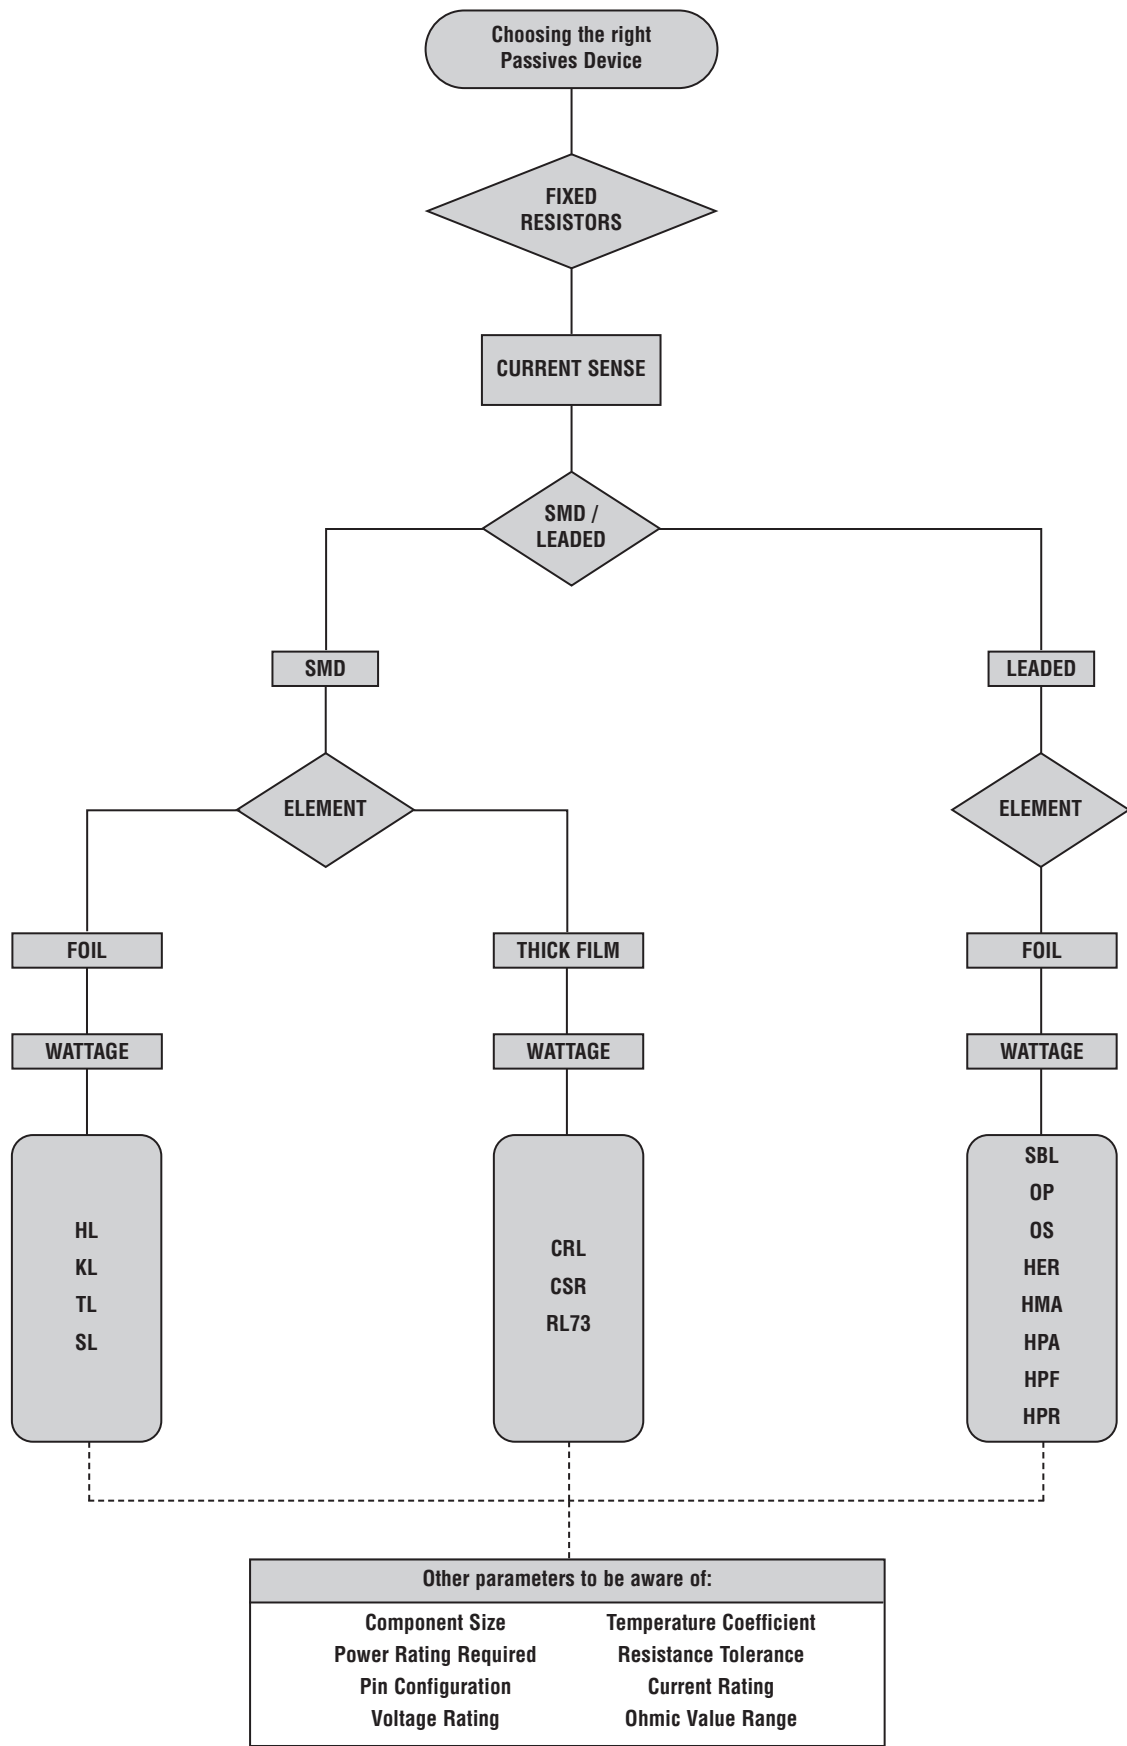 Choosing the right
Passives Device
FIXED
RESISTORS
CURRENT SENSE
SMD /
LEADED
SMD
LEADED
ELEMENT
ELEMENT
FOIL
THICK FILM
FOIL
WATTAGE
WATTAGE
WATTAGE
HL
KL
TL
SL
CRL
CSR
RL73
SBL
OP
OS
HER
HMA
HPA
HPF
HPR
Other parameters to be aware of:
Component Size
Power Rating Required
Pin Configuration
Voltage Rating
Temperature Coefficient
Resistance Tolerance
Current Rating
Ohmic Value Range